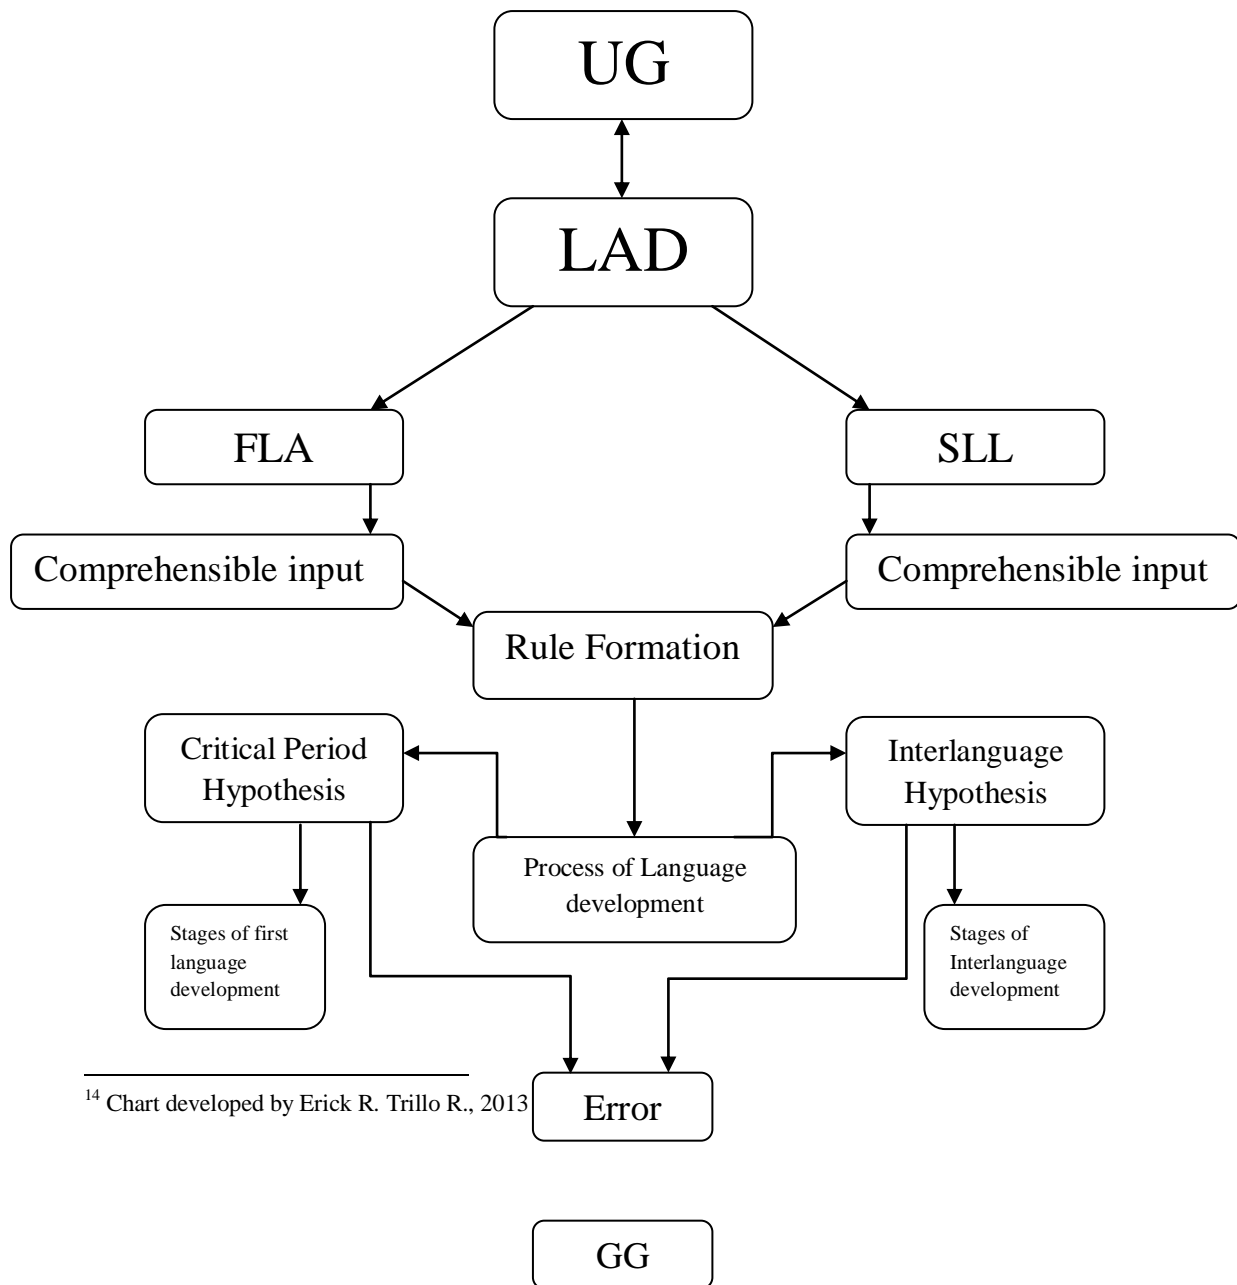 UG
LAD
FLA
SLL
Comprehensible input
Comprehensible input
Rule Formation
Critical Period
Hypothesis
Interlanguage
Hypothesis
Process of Language
development
Stages of first
language
development
Stages of
Interlanguage
development
14 Chart developed by Erick R. Trillo R., 2013
Error
GG